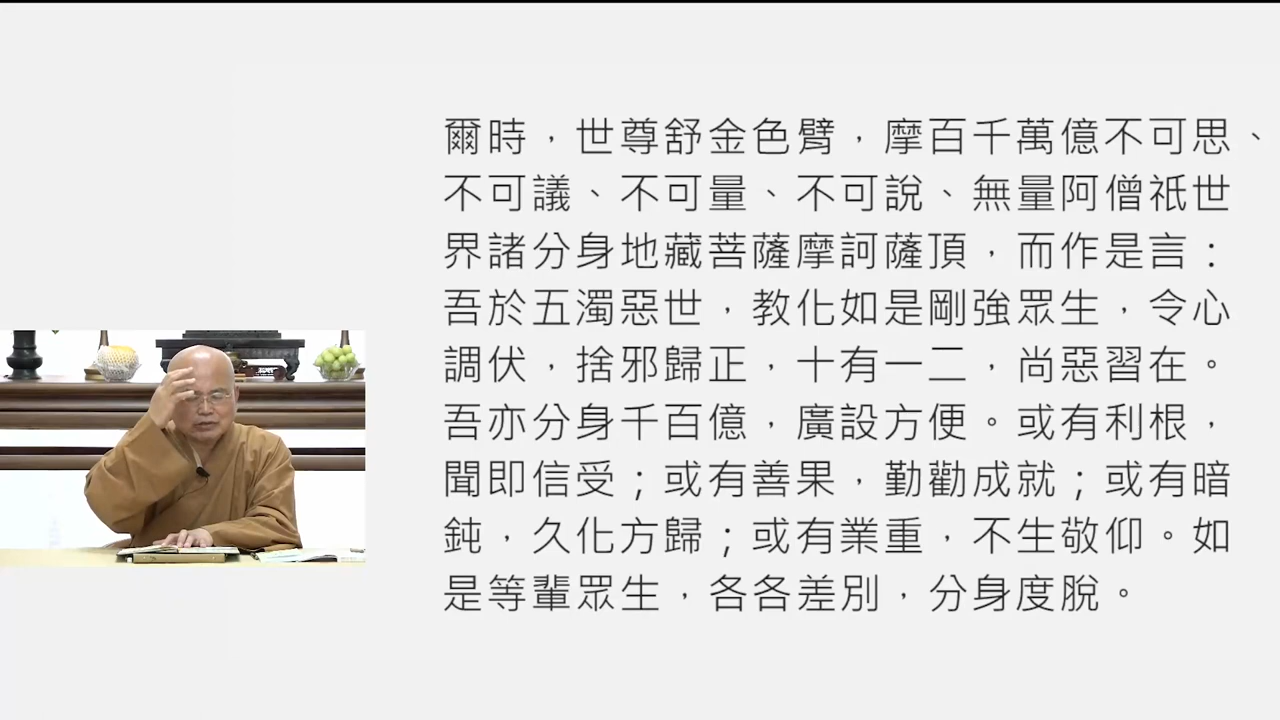 爾時，世尊舒金色臂，摩百千萬億不可思、
不可議、不可量、不可說、無量阿僧祇世
界諸分身地藏菩薩摩訶薩頂，而作是言：
吾於五濁惡世，教化如是剛強眾生，令心
調伏，捨邪歸正，十有一二，尚惡習在。
吾亦分身千百億，廣設方便。或有利根，
聞即信受；或有善果，勤勸成就；或有暗
鈍，久化方歸；或有業重，不生敬仰。如
是等輩眾生，各各差別，分身度脫。